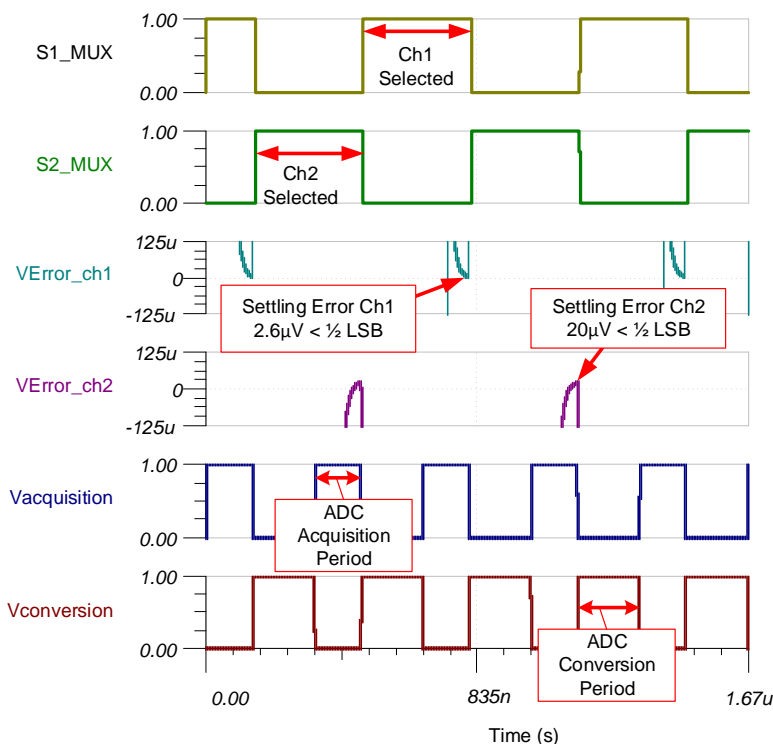 1.00
S1_MUX
Ch1
Selected
0.00
1.00
S2_MUX
Ch2
Selected
0.00
125u
VError_ch1
0
-125u
Settling Error Ch1
2.6µV < ½ LSB
Settling Error Ch2
20µV < ½ LSB
125u
VError_ch2
0
-125u
1.00
Vacquisition
ADC
Acquisition
Period
0.00
1.00
Vconversion
ADC
Conversion
Period
0.00
0.00
835n
1.67u
Time (s)